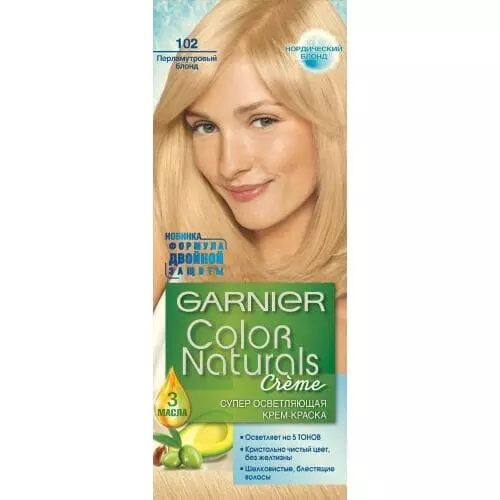 102
Перламутровый
блонд
НОРДИЧЕСКИЙ
БЛОНД
НОВИНКА
ФОРМУЛА
ДВОЙНОЙ
ЗАЩИТЫ
GARNIER
Color
Naturals
Crème
СУПЕР ОСВЕТЛЯЮЩАЯ
КРЕМ-КРАСКА
3
МАСЛА
• Осветляет на 5 ТОНОВ
• Кристально чистый цвет,
без желтизны
• Шелковистые, блестящие
волосы